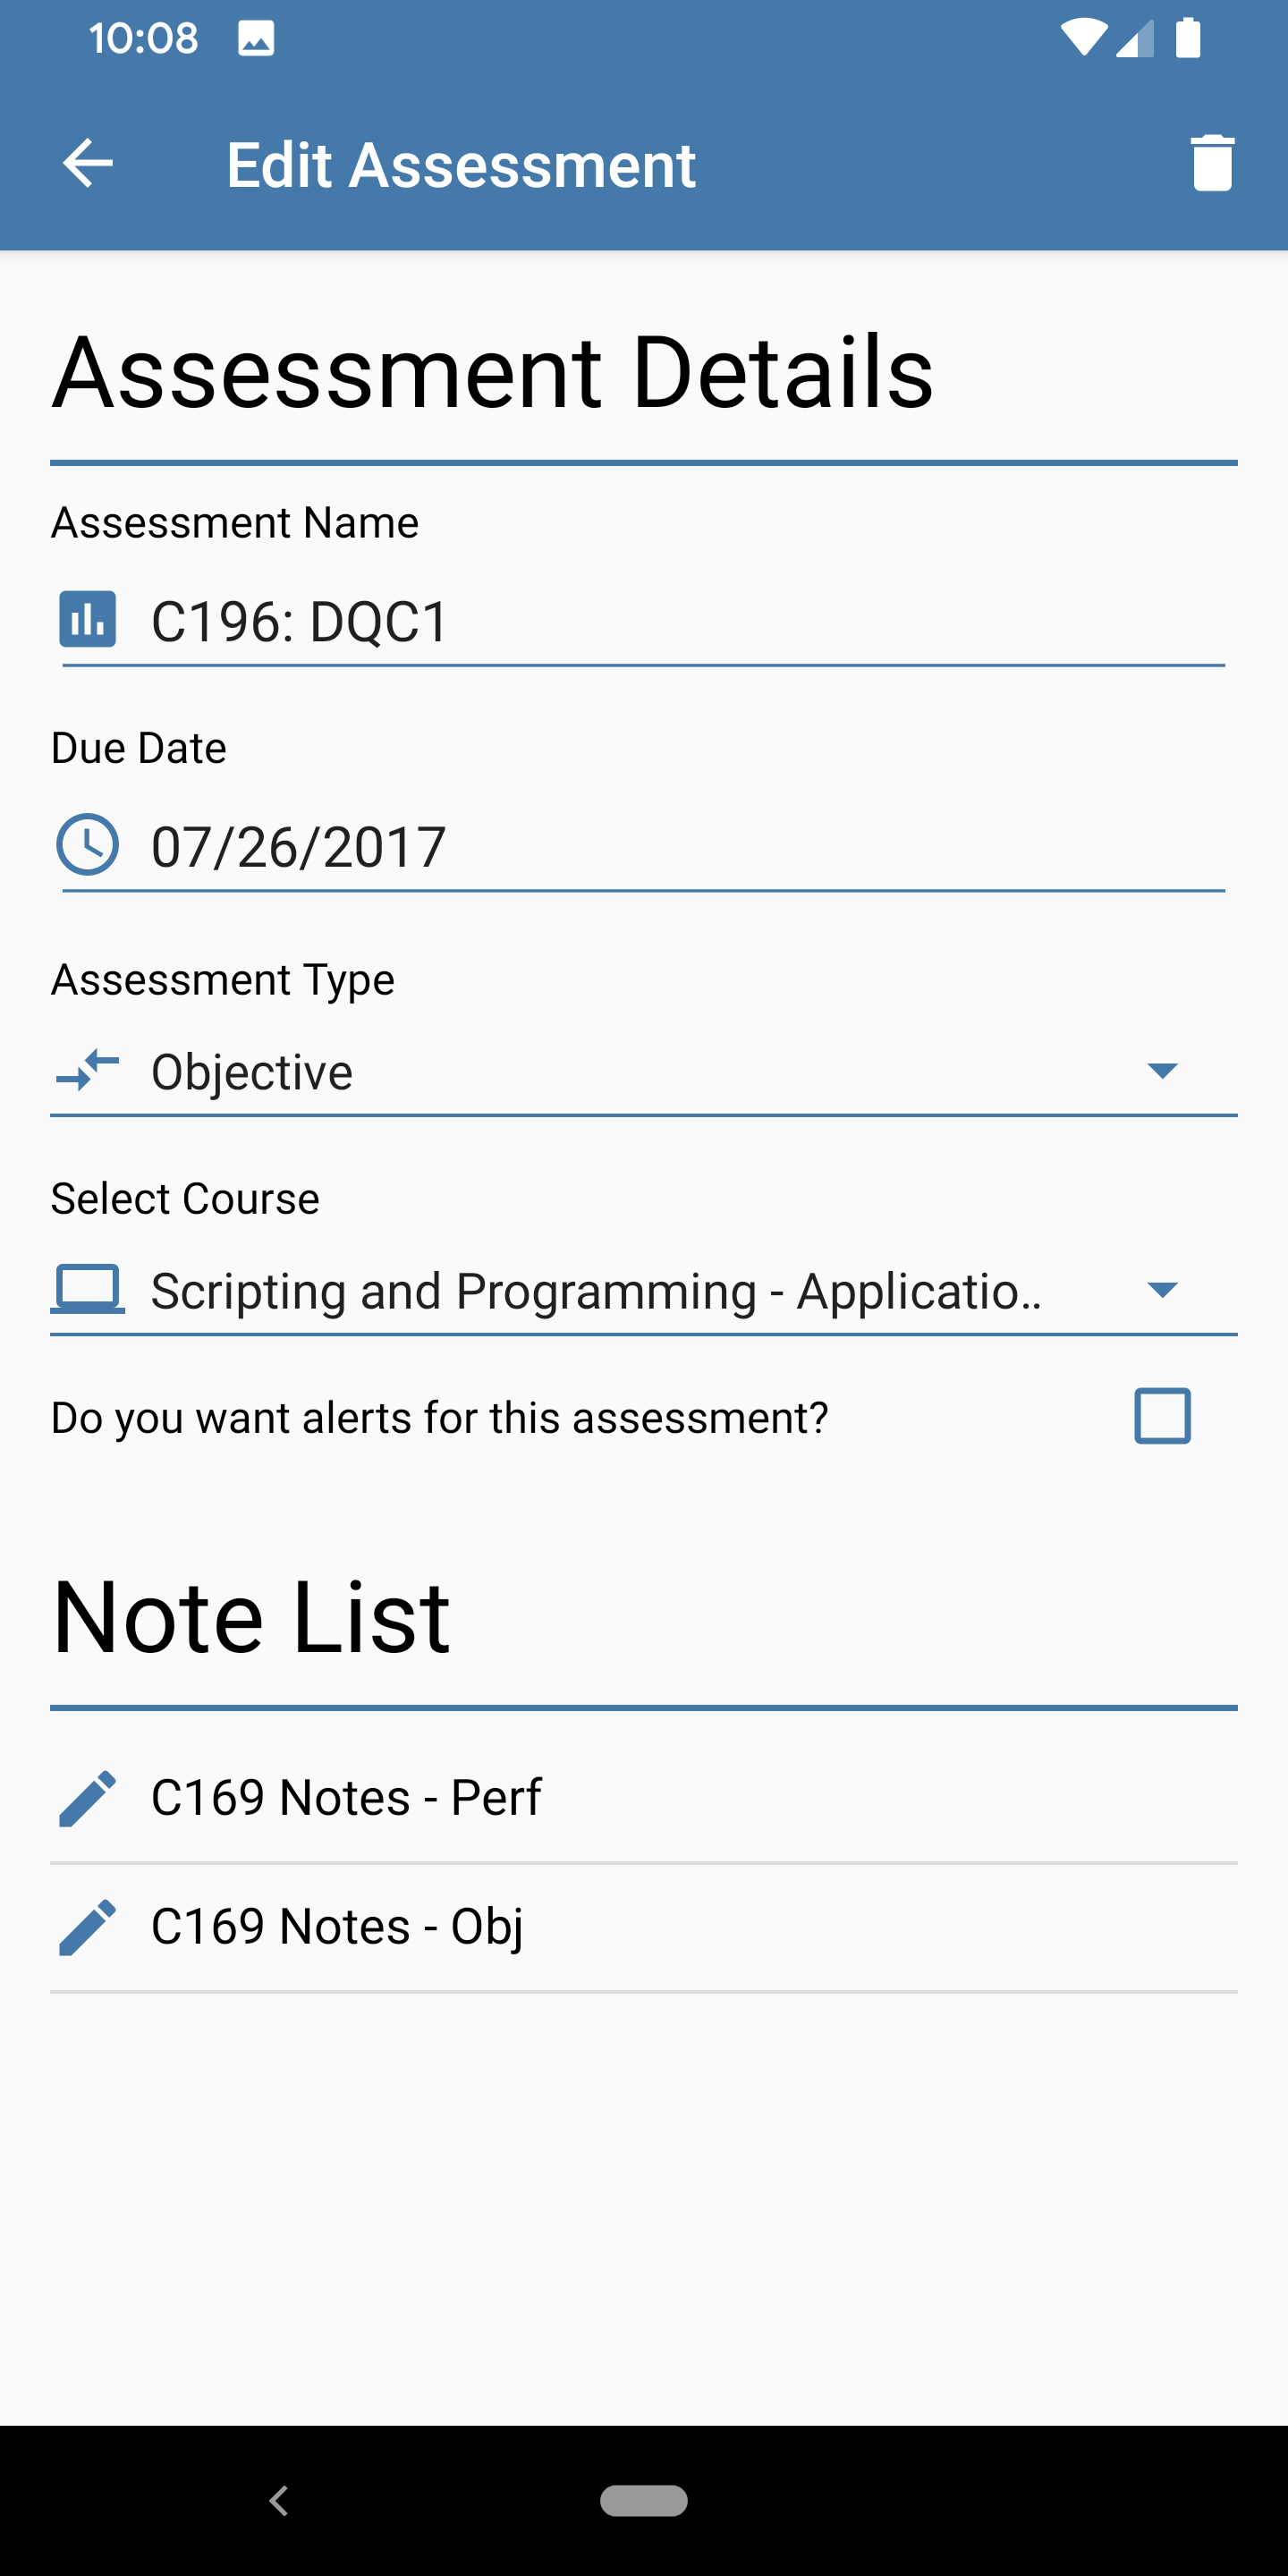 10:08
Edit Assessment
Assessment Details
Assessment Name
C196: DQC1
Due Date
07/26/2017
Assessment Type
Objective
Select Course
Scripting and Programming - Applicatio..
Do you want alerts for this assessment?
Note List
C169 Notes - Perf
C169 Notes - Obj